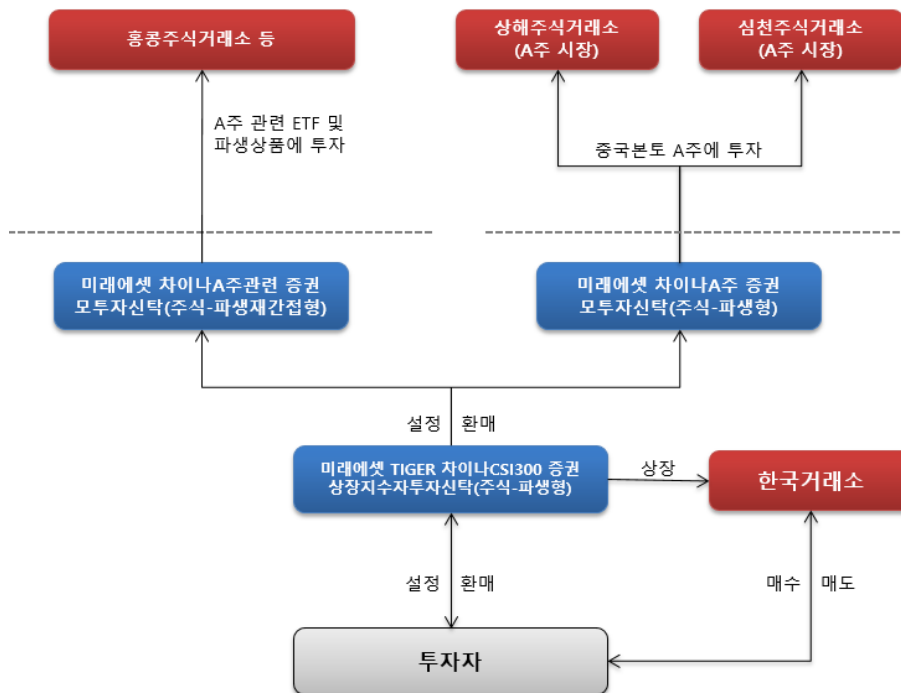 홍콩주식거래소 등
상해주식거래소
(A주 시장)
심천주식거래소
(A주 시장)
A주 관련 ETF 및
파생상품에 투자
중국본토 A주에 투자
미래에셋 차이나A주관련 증권
모투자신탁(주식-파생재간접형)
미래에셋 차이나A주 증권
모투자신탁(주식-파생형)
설정 환매
미래에셋 TIGER 차이나CSI300 증권
상장지수자투자신탁(주식-파생형)
상장
한국거래소
설정 환매
매수 매도
투자자